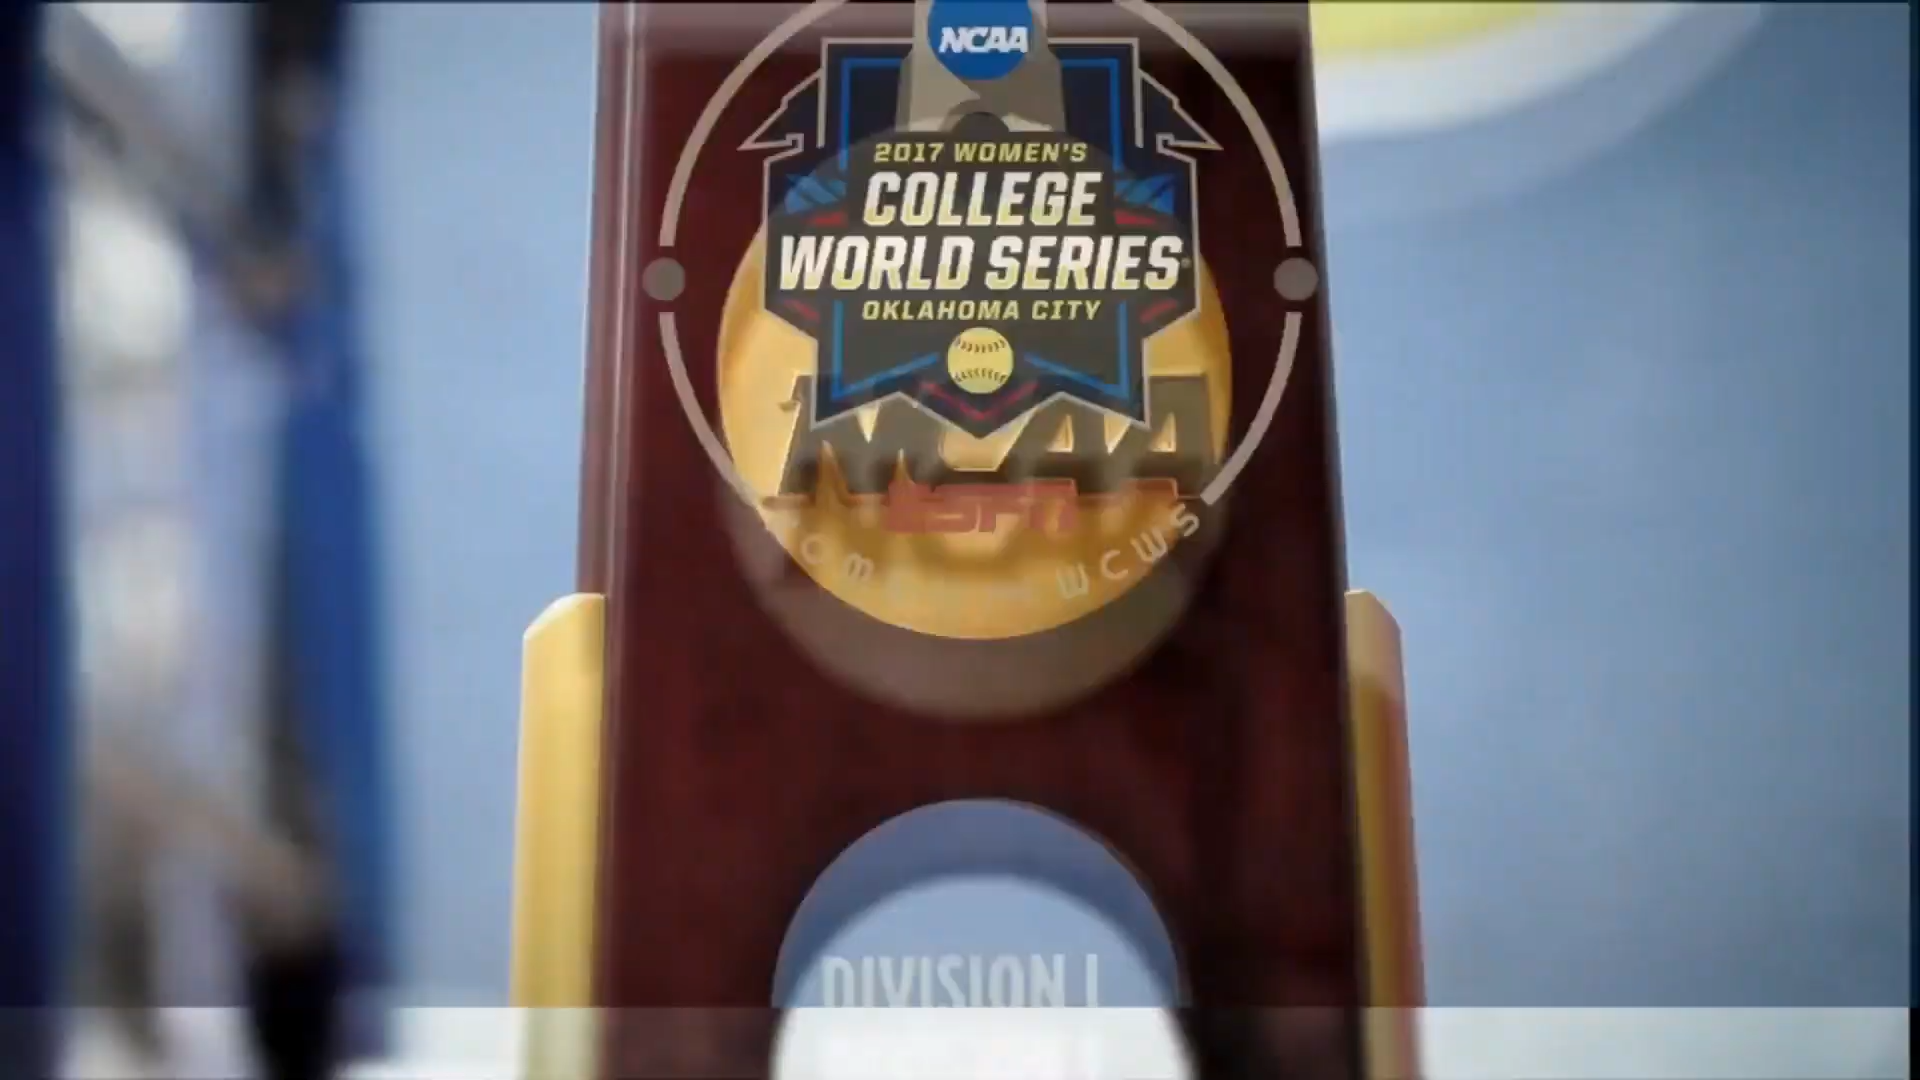 NCAA
2017 WOMEN'S
COLLEGE
WORLD SERIES
OKLAHOMA CITY
NCAA
ESPN
WCWS
DIVISION I